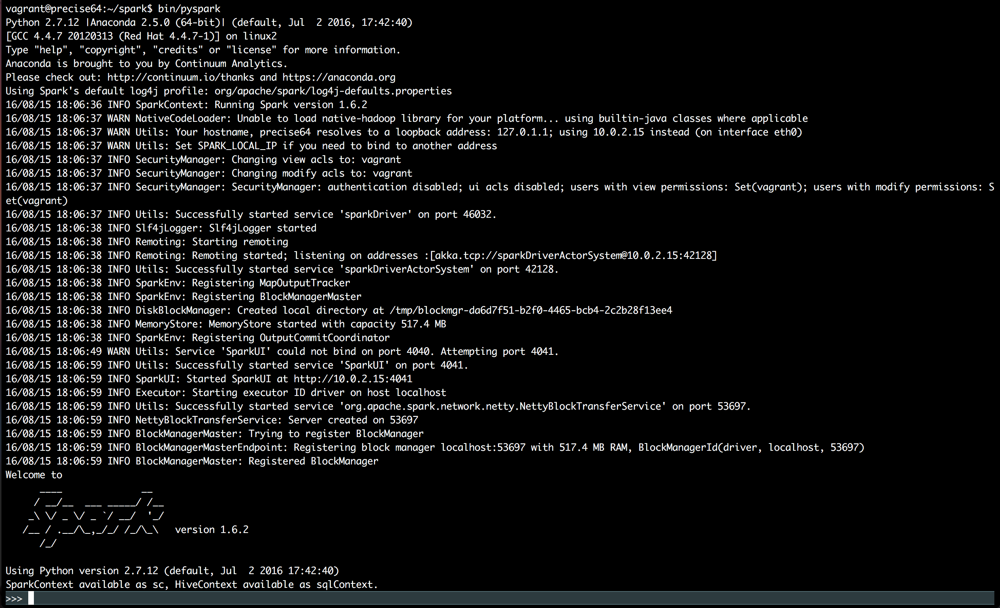 vagrant@precise64:~/spark$ bin/pyspark
Python 2.7.12 |Anaconda 2.5.0 (64-bit)| (default, Jul  2 2016, 17:42:40)
[GCC 4.4.7 20120313 (Red Hat 4.4.7-1)] on linux2
Type "help", "copyright", "credits" or "license" for more information.
Anaconda is brought to you by Continuum Analytics.
Please check out: http://continuum.io/thanks and https://anaconda.org
Using Spark's default log4j profile: org/apache/spark/log4j-defaults.properties
16/08/15 18:06:36 INFO SparkContext: Running Spark version 1.6.2
16/08/15 18:06:37 WARN NativeCodeLoader: Unable to load native-hadoop library for your platform... using builtin-java classes where applicable
16/08/15 18:06:37 WARN Utils: Your hostname, precise64 resolves to a loopback address: 127.0.1.1; using 10.0.2.15 instead (on interface eth0)
16/08/15 18:06:37 WARN Utils: Set SPARK_LOCAL_IP if you need to bind to another address
16/08/15 18:06:37 INFO SecurityManager: Changing view acls to: vagrant
16/08/15 18:06:37 INFO SecurityManager: Changing modify acls to: vagrant
16/08/15 18:06:37 INFO SecurityManager: SecurityManager: authentication disabled; ui acls disabled; users with view permissions: Set(vagrant); users with modify permissions: S
et(vagrant)
16/08/15 18:06:37 INFO Utils: Successfully started service 'sparkDriver' on port 46032.
16/08/15 18:06:38 INFO Slf4jLogger: Slf4jLogger started
16/08/15 18:06:38 INFO Remoting: Starting remoting
16/08/15 18:06:38 INFO Remoting: Remoting started; listening on addresses :[akka.tcp://sparkDriverActorSystem@10.0.2.15:42128]
16/08/15 18:06:38 INFO Utils: Successfully started service 'sparkDriverActorSystem' on port 42128.
16/08/15 18:06:38 INFO SparkEnv: Registering MapOutputTracker
16/08/15 18:06:38 INFO SparkEnv: Registering BlockManagerMaster
16/08/15 18:06:38 INFO DiskBlockManager: Created local directory at /tmp/blockmgr-da6d7f51-b2f0-4465-bcb4-2c2b28f13ee4
16/08/15 18:06:38 INFO MemoryStore: MemoryStore started with capacity 517.4 MB
16/08/15 18:06:38 INFO SparkEnv: Registering OutputCommitCoordinator
16/08/15 18:06:49 WARN Utils: Service 'SparkUI' could not bind on port 4040. Attempting port 4041.
16/08/15 18:06:59 INFO Utils: Successfully started service 'SparkUI' on port 4041.
16/08/15 18:06:59 INFO SparkUI: Started SparkUI at http://10.0.2.15:4041
16/08/15 18:06:59 INFO Executor: Starting executor ID driver on host localhost
16/08/15 18:06:59 INFO Utils: Successfully started service 'org.apache.spark.network.netty.NettyBlockTransferService' on port 53697.
16/08/15 18:06:59 INFO NettyBlockTransferService: Server created on 53697
16/08/15 18:06:59 INFO BlockManagerMaster: Trying to register BlockManager
16/08/15 18:06:59 INFO BlockManagerMasterEndpoint: Registering block manager localhost:53697 with 517.4 MB RAM, BlockManagerId(driver, localhost, 53697)
16/08/15 18:06:59 INFO BlockManagerMaster: Registered BlockManager
Welcome to
      ____              __
     / __/__  ___ _____/ /__
    _\ \/ _ \/ _ `/ __/  '_/
   /__ / .__/\_,_/_/ /_/\_\   version 1.6.2
      /_/

Using Python version 2.7.12 (default, Jul  2 2016 17:42:40)
SparkContext available as sc, HiveContext available as sqlContext.
>>>